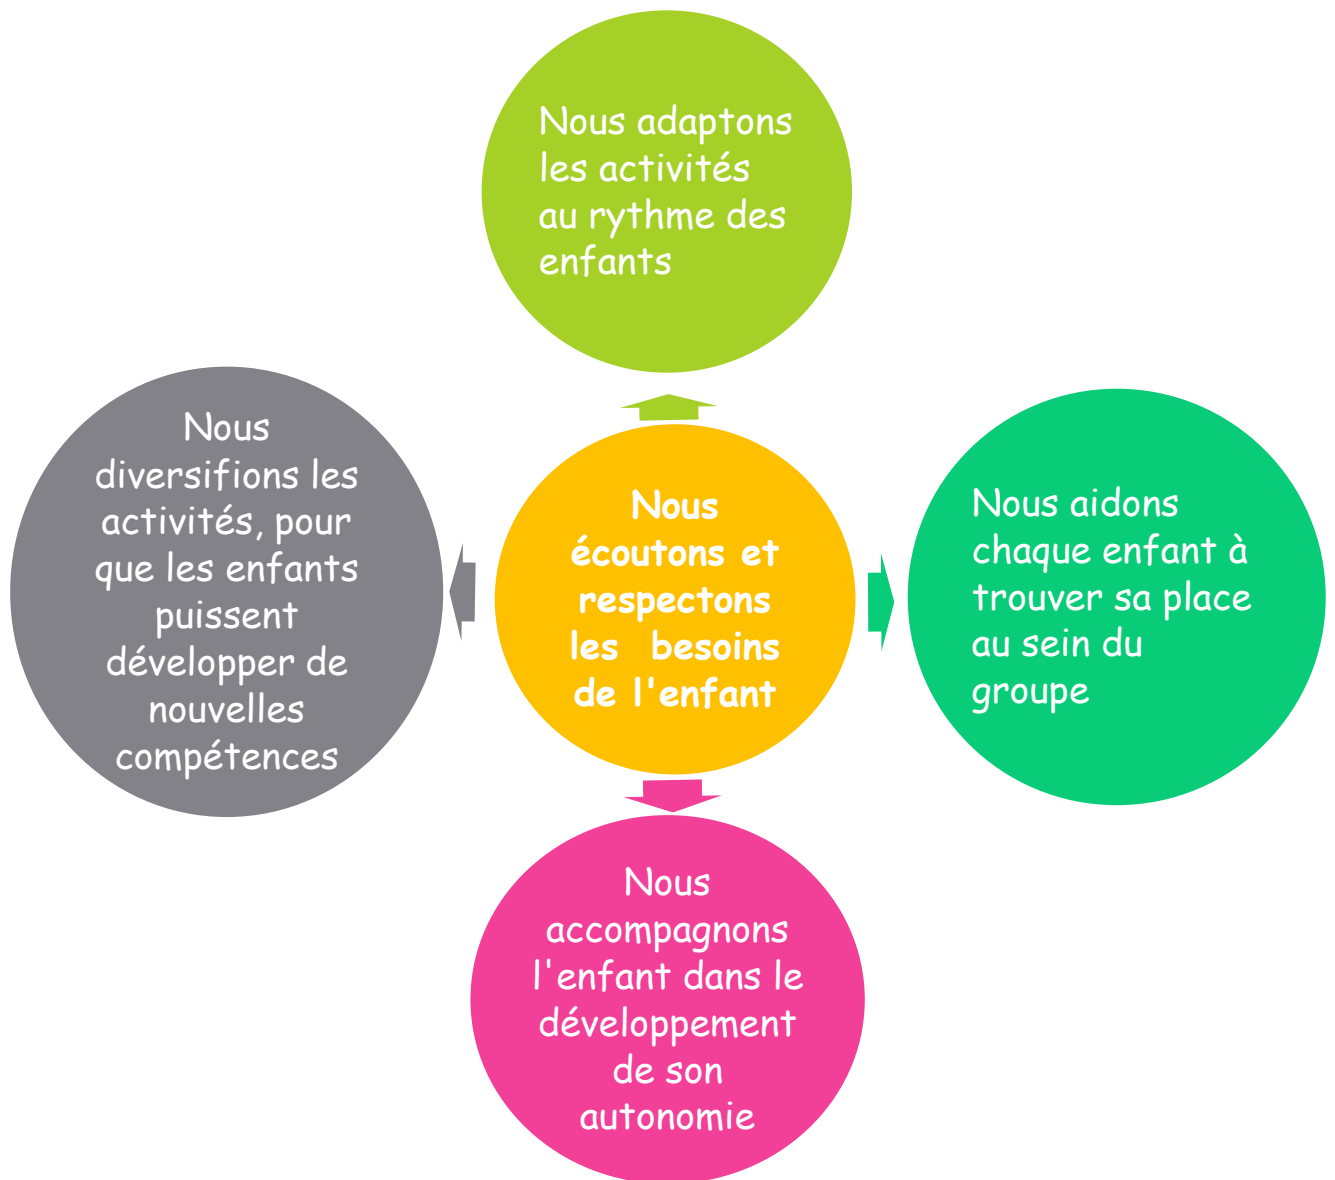 Nous adaptons
les activités
au rythme des
enfants
Nous
diversifions les
activités, pour
que les enfants
puissent
développer de
nouvelles
compétences
Nous
écoutons et
respectons
les besoins
de l'enfant
Nous aidons
chaque enfant à
trouver sa place
au sein du
groupe
Nous
accompagnons
l'enfant dans le
développement
de son
autonomie